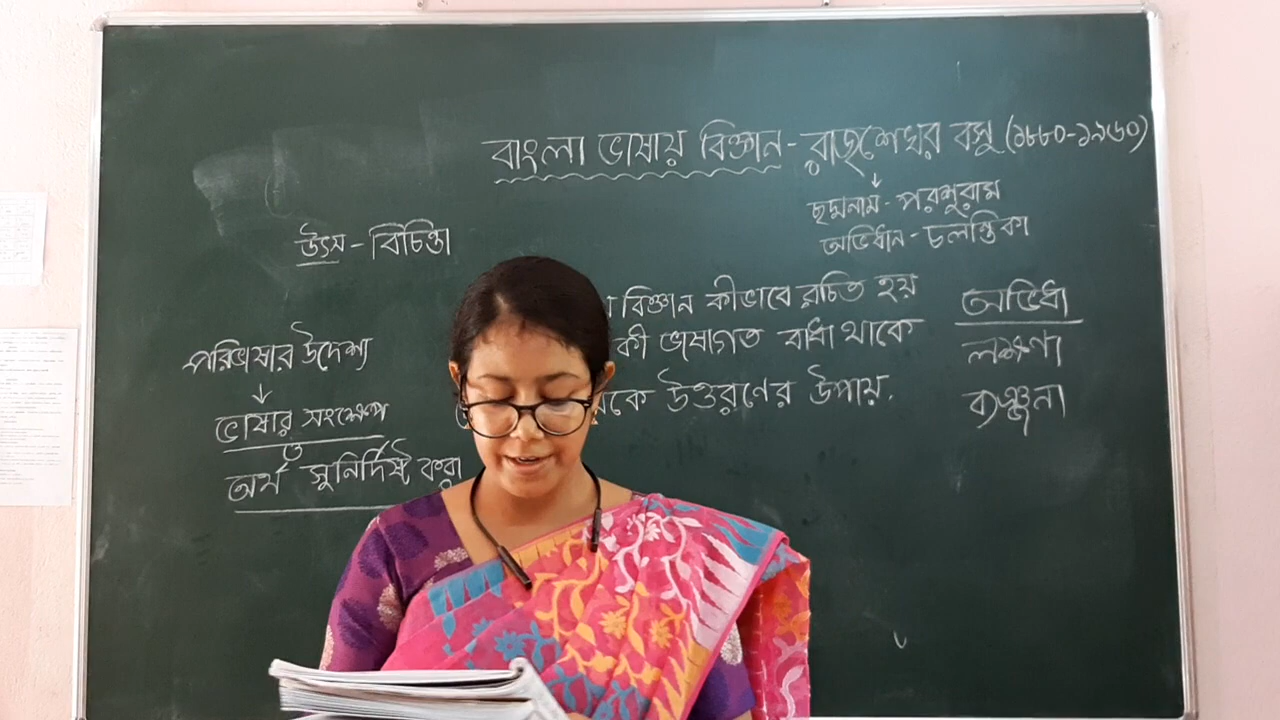 বাংলা ভাষায় বিজ্ঞান - রাজশেখর বসু (১৮৮০-১৯৬০)
↓
ছদ্মনাম - পরশুরাম
অভিধান - চলন্তিকা
উৎস - বিচিন্তা
বিজ্ঞান কীভাবে রচিত হয়
কী ভাষাগত বাধা থাকে
উত্তরণের উপায়.
পরিভাষার উদ্দেশ্য
↓
ভাষার সংক্ষেপ
ও
অর্থ সুনির্দিষ্ট করা
অভিধা
লক্ষণা
ব্যঞ্জনা